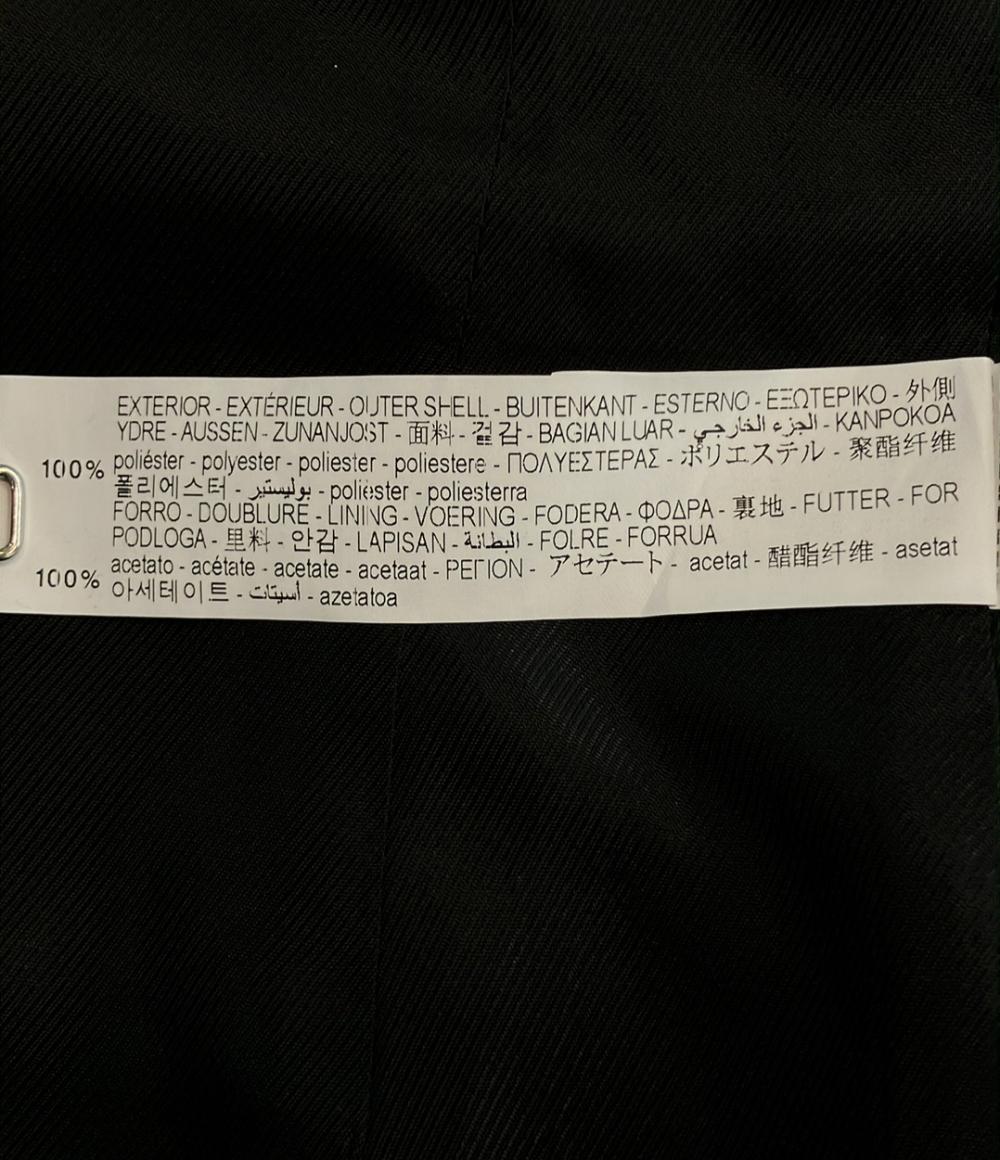 EXTERIOR - EXTÉRIEUR - OUTER SHELL - BUITENKANT - ESTERNO - ΕΞΩΤΕΡΙΚΟ - 外側
YDRE - AUSSEN - ZUNANJOST - 面料 - 겉감 - BAGIAN LUAR - الجزء الخارجي - KANPOKOA
100% poliéster - polyester - poliester - poliestere - ΠΟΛΥΕΣΤΕΡΑΣ - ポリエステル - 聚酯纤维
폴리에스터 - بوليستير - poliėster - poliesterra
FORRO - DOUBLURE - LINING - VOERING - FODERA - ΦΟΔΡΑ - 裏地 - FUTTER - FOR
PODLOGA - 里料 - 안감 - LAPISAN - البطانة - FOLRE - FORRUA
100% acetato - acétate - acetate - acetaat - ΡΕΓΙΟΝ - アセテート - acetat - 醋酯纤维 - asetat
아세테이트 - أسيتات - azetatoa